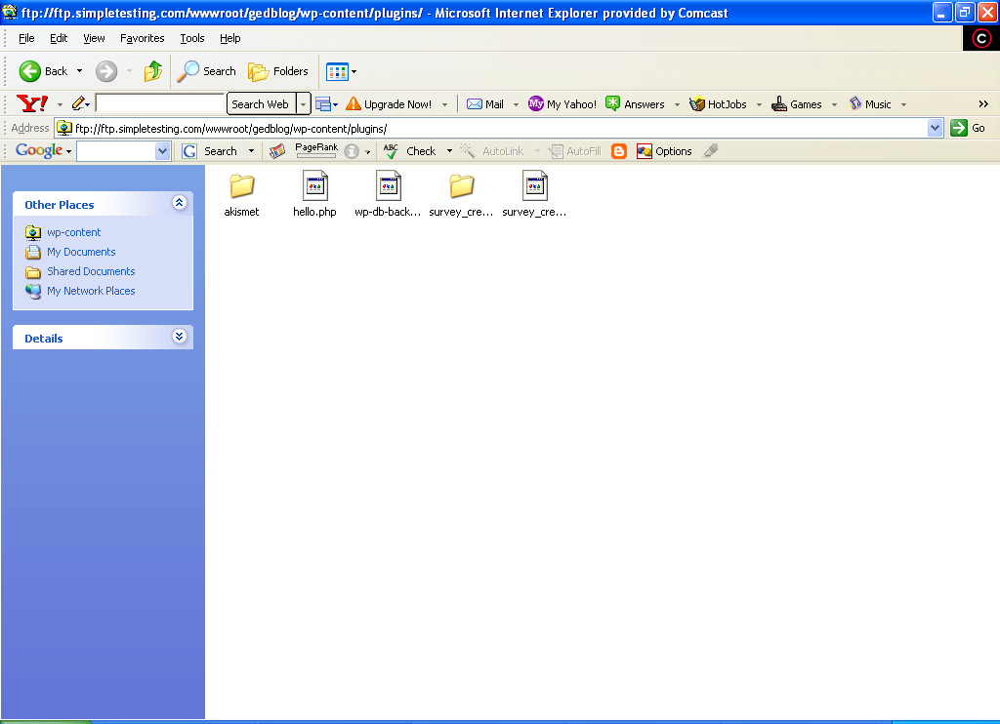 ftp://ftp.simpletesting.com/wwwroot/gedblog/wp-content/plugins/ - Microsoft Internet Explorer provided by Comcast
File Edit View Favorites Tools Help
C
Back Search Folders
Y! Search Web Upgrade Now! Mail My My Yahoo! Answers HotJobs Games Music »
Address ftp://ftp.simpletesting.com/wwwroot/gedblog/wp-content/plugins/ Go
Google G Search PageRank ABC Check AutoLink AutoFill Options
Other Places
wp-content
My Documents
Shared Documents
My Network Places
Details
akismet hello.php wp-db-back... survey_cre... survey_cre...